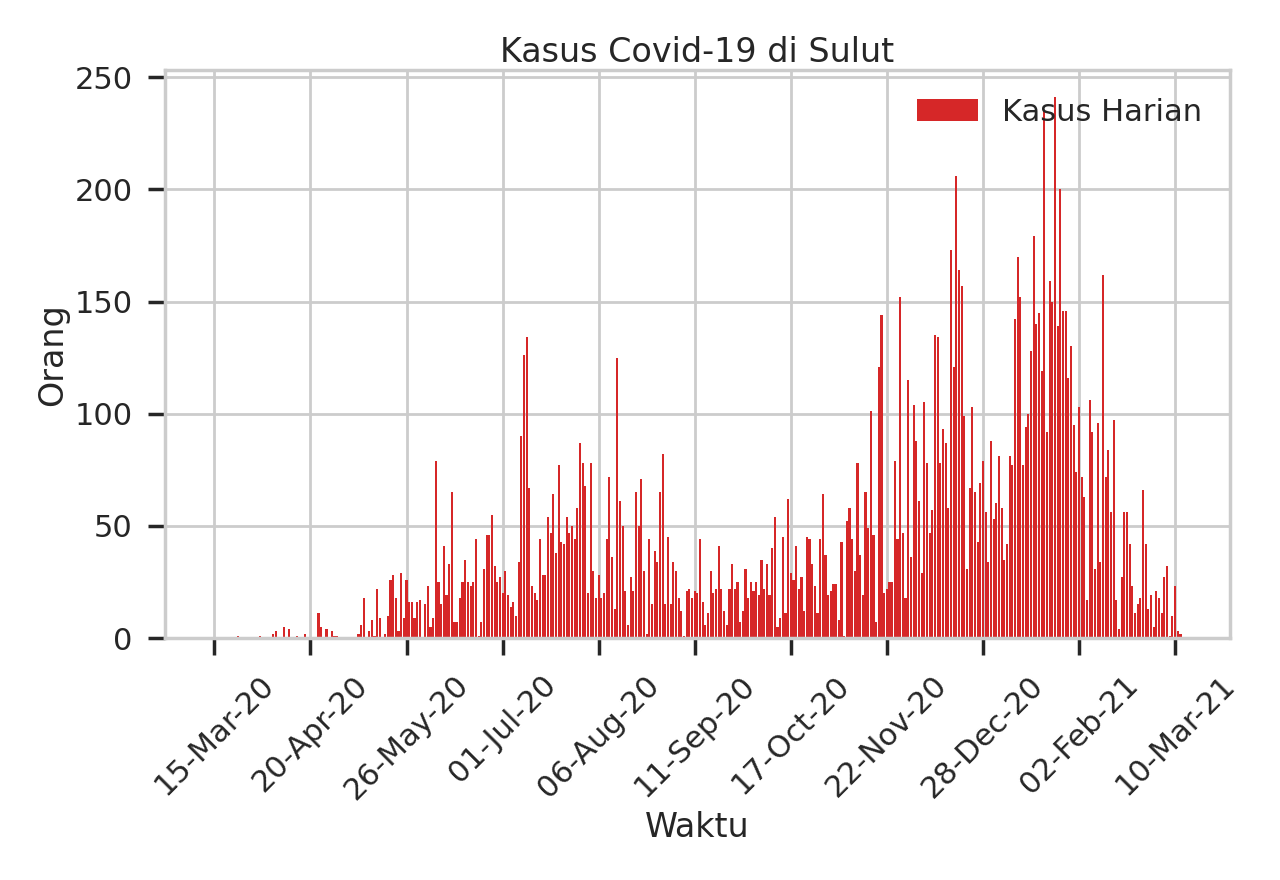 Kasus Covid-19 di Sulut
Kasus Harian
Orang
250
200
150
100
50
0
15-Mar-20
20-Apr-20
26-May-20
01-Jul-20
06-Aug-20
11-Sep-20
17-Oct-20
22-Nov-20
28-Dec-20
02-Feb-21
10-Mar-21
Waktu